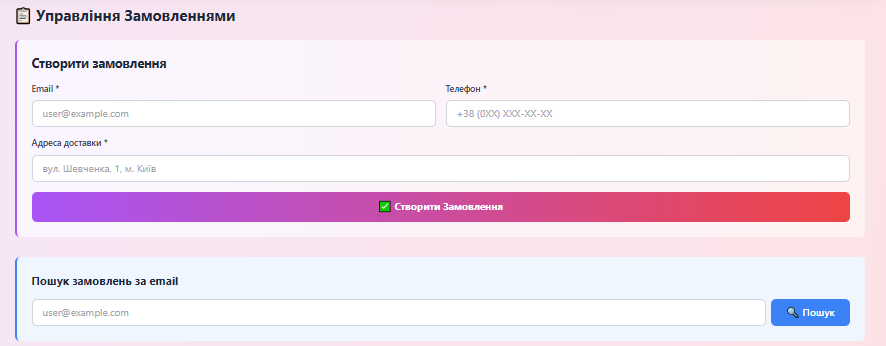 📋 Управління Замовленнями
Створити замовлення
Email * Телефон *
user@example.com +38 (0XX) XXX-XX-XX
Адреса доставки *
вул. Шевченка, 1, м. Київ
✅ Створити Замовлення
Пошук замовлень за email
user@example.com 🔍 Пошук